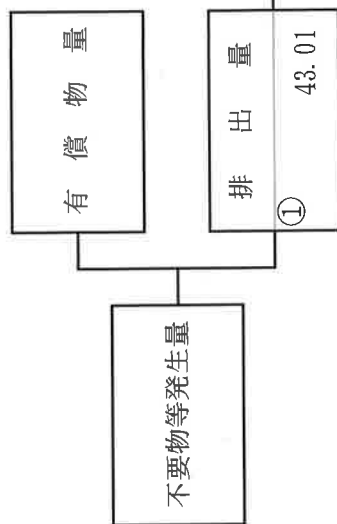 不要物等発生量
有償物量
排出量
①
43.01